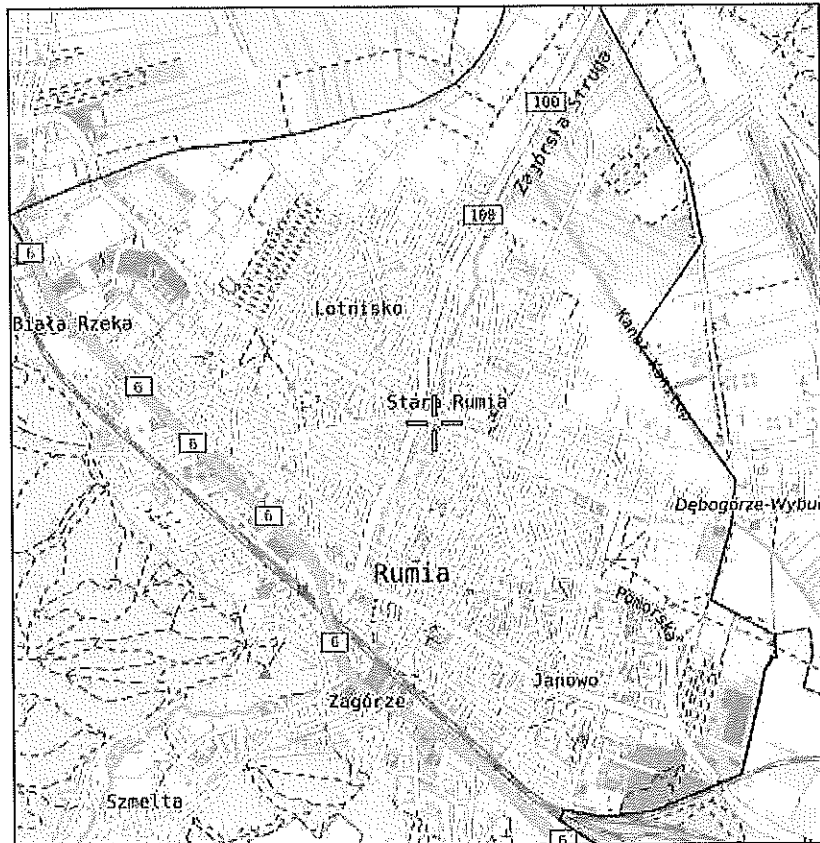 100
Zagórska Struga
100
6
Lotnisko
Biała Rzeka
Kanał
6
Stara Rumia
6
Dębogórze-Wybu
6
Rumia
Pomorska
6
Janowo
Zagórze
Szmelta
6